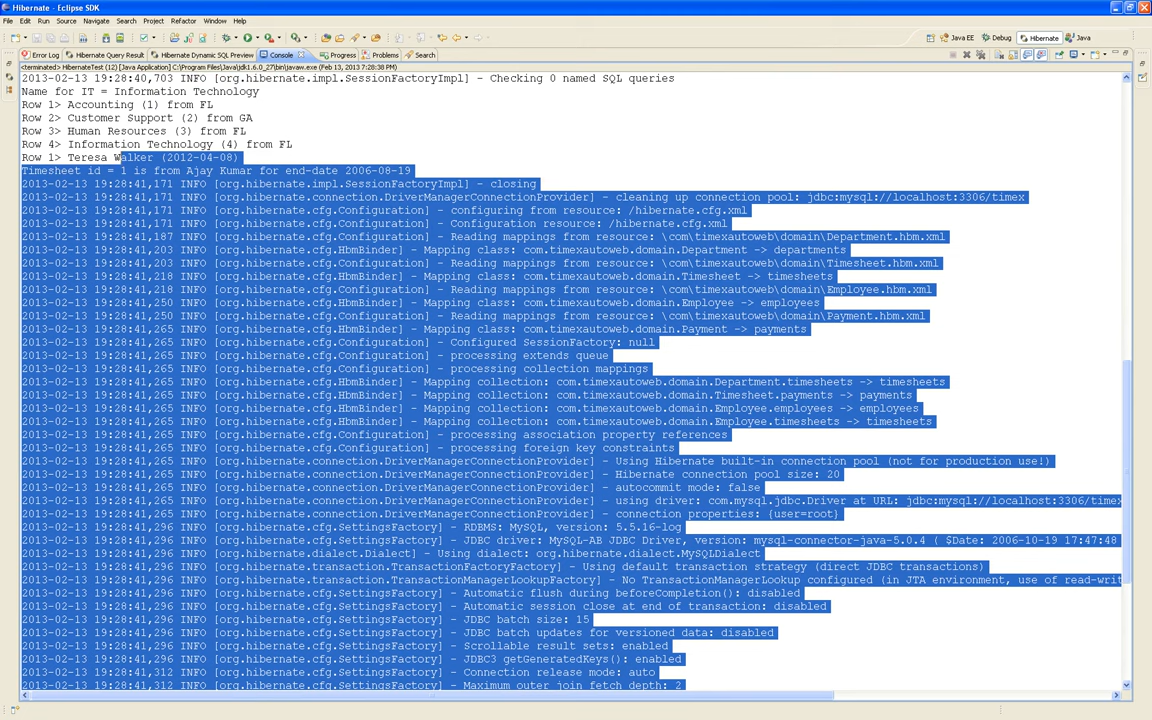 Hibernate - Eclipse SDK
File Edit Run Source Navigate Search Project Refactor Window Help
Java EE Debug Hibernate Java
Error Log Hibernate Query Result Hibernate Dynamic SQL Preview Console Progress Problems Search
<terminated> HibernateTest (12) [Java Application] C:\Program Files\Java\jdk1.6.0_27\bin\javaw.exe (Feb 13, 2013 7:28:38 PM)
2013-02-13 19:28:40,703 INFO [org.hibernate.impl.SessionFactoryImpl] - Checking 0 named SQL queries
Name for IT = Information Technology
Row 1> Accounting (1) from FL
Row 2> Customer Support (2) from GA
Row 3> Human Resources (3) from FL
Row 4> Information Technology (4) from FL
Row 1> Teresa Walker (2012-04-08)
Timesheet id = 1 is from Ajay Kumar for end-date 2006-08-19
2013-02-13 19:28:41,171 INFO [org.hibernate.impl.SessionFactoryImpl] - closing
2013-02-13 19:28:41,171 INFO [org.hibernate.connection.DriverManagerConnectionProvider] - cleaning up connection pool: jdbc:mysql://localhost:3306/timex
2013-02-13 19:28:41,171 INFO [org.hibernate.cfg.Configuration] - configuring from resource: /hibernate.cfg.xml
2013-02-13 19:28:41,171 INFO [org.hibernate.cfg.Configuration] - Configuration resource: /hibernate.cfg.xml
2013-02-13 19:28:41,187 INFO [org.hibernate.cfg.Configuration] - Reading mappings from resource: \com\timexautoweb\domain\Department.hbm.xml
2013-02-13 19:28:41,203 INFO [org.hibernate.cfg.HbmBinder] - Mapping class: com.timexautoweb.domain.Department -> departments
2013-02-13 19:28:41,203 INFO [org.hibernate.cfg.Configuration] - Reading mappings from resource: \com\timexautoweb\domain\Timesheet.hbm.xml
2013-02-13 19:28:41,218 INFO [org.hibernate.cfg.HbmBinder] - Mapping class: com.timexautoweb.domain.Timesheet -> timesheets
2013-02-13 19:28:41,218 INFO [org.hibernate.cfg.Configuration] - Reading mappings from resource: \com\timexautoweb\domain\Employee.hbm.xml
2013-02-13 19:28:41,250 INFO [org.hibernate.cfg.HbmBinder] - Mapping class: com.timexautoweb.domain.Employee -> employees
2013-02-13 19:28:41,250 INFO [org.hibernate.cfg.Configuration] - Reading mappings from resource: \com\timexautoweb\domain\Payment.hbm.xml
2013-02-13 19:28:41,265 INFO [org.hibernate.cfg.HbmBinder] - Mapping class: com.timexautoweb.domain.Payment -> payments
2013-02-13 19:28:41,265 INFO [org.hibernate.cfg.Configuration] - Configured SessionFactory: null
2013-02-13 19:28:41,265 INFO [org.hibernate.cfg.Configuration] - processing extends queue
2013-02-13 19:28:41,265 INFO [org.hibernate.cfg.Configuration] - processing collection mappings
2013-02-13 19:28:41,265 INFO [org.hibernate.cfg.HbmBinder] - Mapping collection: com.timexautoweb.domain.Department.timesheets -> timesheets
2013-02-13 19:28:41,265 INFO [org.hibernate.cfg.HbmBinder] - Mapping collection: com.timexautoweb.domain.Timesheet.payments -> payments
2013-02-13 19:28:41,265 INFO [org.hibernate.cfg.HbmBinder] - Mapping collection: com.timexautoweb.domain.Employee.employees -> employees
2013-02-13 19:28:41,265 INFO [org.hibernate.cfg.HbmBinder] - Mapping collection: com.timexautoweb.domain.Employee.timesheets -> timesheets
2013-02-13 19:28:41,265 INFO [org.hibernate.cfg.Configuration] - processing association property references
2013-02-13 19:28:41,265 INFO [org.hibernate.cfg.Configuration] - processing foreign key constraints
2013-02-13 19:28:41,265 INFO [org.hibernate.connection.DriverManagerConnectionProvider] - Using Hibernate built-in connection pool (not for production use!)
2013-02-13 19:28:41,265 INFO [org.hibernate.connection.DriverManagerConnectionProvider] - Hibernate connection pool size: 20
2013-02-13 19:28:41,265 INFO [org.hibernate.connection.DriverManagerConnectionProvider] - autocommit mode: false
2013-02-13 19:28:41,265 INFO [org.hibernate.connection.DriverManagerConnectionProvider] - using driver: com.mysql.jdbc.Driver at URL: jdbc:mysql://localhost:3306/timex
2013-02-13 19:28:41,265 INFO [org.hibernate.connection.DriverManagerConnectionProvider] - connection properties: {user=root}
2013-02-13 19:28:41,296 INFO [org.hibernate.cfg.SettingsFactory] - RDBMS: MySQL, version: 5.5.16-log
2013-02-13 19:28:41,296 INFO [org.hibernate.cfg.SettingsFactory] - JDBC driver: MySQL-AB JDBC Driver, version: mysql-connector-java-5.0.4 ( $Date: 2006-10-19 17:47:48
2013-02-13 19:28:41,296 INFO [org.hibernate.dialect.Dialect] - Using dialect: org.hibernate.dialect.MySQLDialect
2013-02-13 19:28:41,296 INFO [org.hibernate.transaction.TransactionFactoryFactory] - Using default transaction strategy (direct JDBC transactions)
2013-02-13 19:28:41,296 INFO [org.hibernate.transaction.TransactionManagerLookupFactory] - No TransactionManagerLookup configured (in JTA environment, use of read-writ
2013-02-13 19:28:41,296 INFO [org.hibernate.cfg.SettingsFactory] - Automatic flush during beforeCompletion(): disabled
2013-02-13 19:28:41,296 INFO [org.hibernate.cfg.SettingsFactory] - Automatic session close at end of transaction: disabled
2013-02-13 19:28:41,296 INFO [org.hibernate.cfg.SettingsFactory] - JDBC batch size: 15
2013-02-13 19:28:41,296 INFO [org.hibernate.cfg.SettingsFactory] - JDBC batch updates for versioned data: disabled
2013-02-13 19:28:41,296 INFO [org.hibernate.cfg.SettingsFactory] - Scrollable result sets: enabled
2013-02-13 19:28:41,296 INFO [org.hibernate.cfg.SettingsFactory] - JDBC3 getGeneratedKeys(): enabled
2013-02-13 19:28:41,312 INFO [org.hibernate.cfg.SettingsFactory] - Connection release mode: auto
2013-02-13 19:28:41,312 INFO [org.hibernate.cfg.SettingsFactory] - Maximum outer join fetch depth: 2